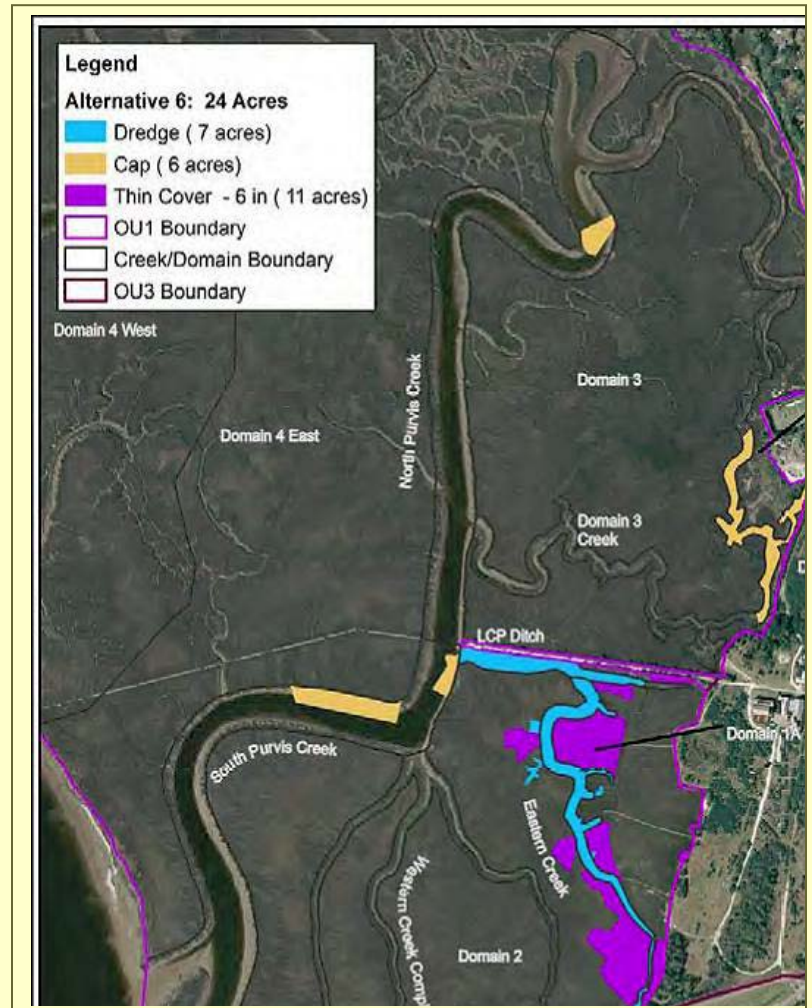 Legend
Alternative 6: 24 Acres
Dredge ( 7 acres)
Cap ( 6 acres)
Thin Cover - 6 in ( 11 acres)
OU1 Boundary
Creek/Domain Boundary
OU3 Boundary
Domain 4 West
Domain 4 East
North Purvis Creek
Domain 3
Domain 3
Creek
D
LCP Ditch
South Purvis Creek
Domain 1A
Eastern Creek
Western Creek Compl
Domain 2